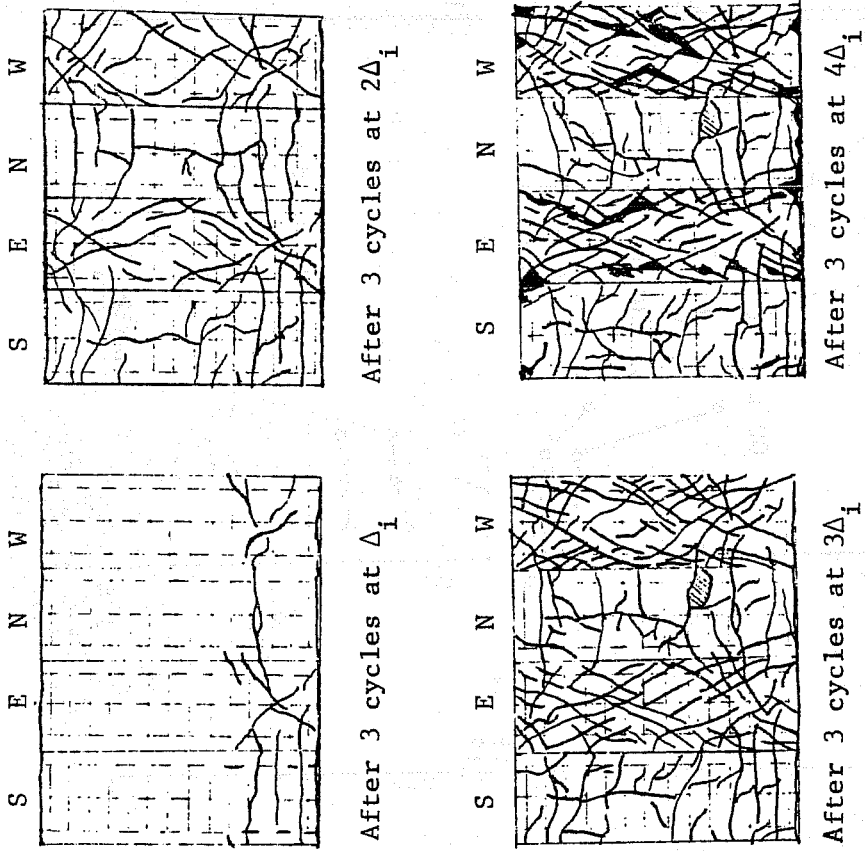 S E N W
S E N W
After 3 cycles at Δi
After 3 cycles at 2Δi
S E N W
S E N W
After 3 cycles at 3Δi
After 3 cycles at 4Δi